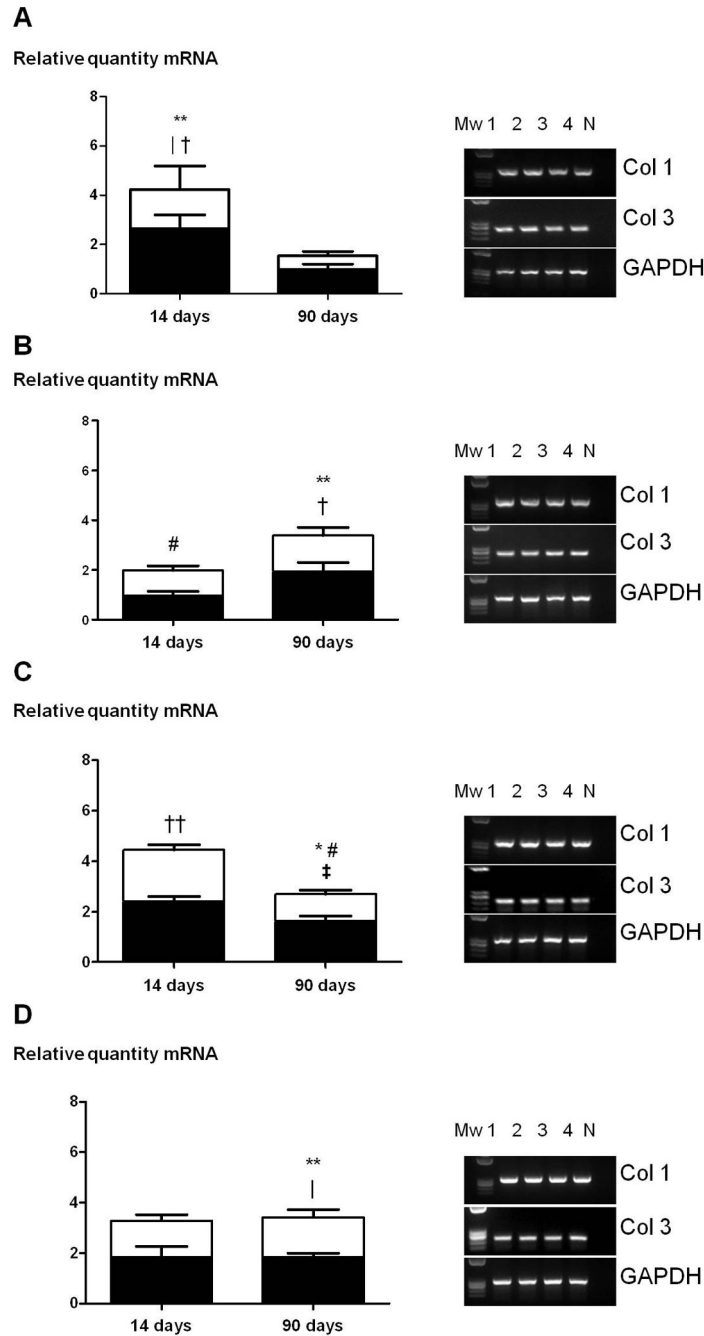 A
Relative quantity mRNA
8
6
4
2
0
**
| †
14 days
90 days
Mw 1 2 3 4 N
Col 1
Col 3
GAPDH
B
Relative quantity mRNA
8
6
4
2
0
#
**
†
14 days
90 days
Mw 1 2 3 4 N
Col 1
Col 3
GAPDH
C
Relative quantity mRNA
8
6
4
2
0
††
* #
‡
14 days
90 days
Mw 1 2 3 4 N
Col 1
Col 3
GAPDH
D
Relative quantity mRNA
8
6
4
2
0
**
|
14 days
90 days
Mw 1 2 3 4 N
Col 1
Col 3
GAPDH